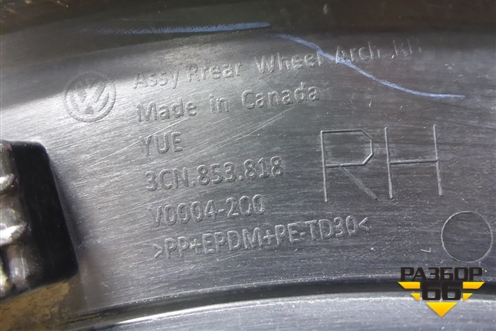 Assy Rrear Wheel Arch RH
Made in Canada
YUE
3CN.853.818
V0004-200
>PP+EPDM+PE-TD30<
RH
РАЗБОР
66